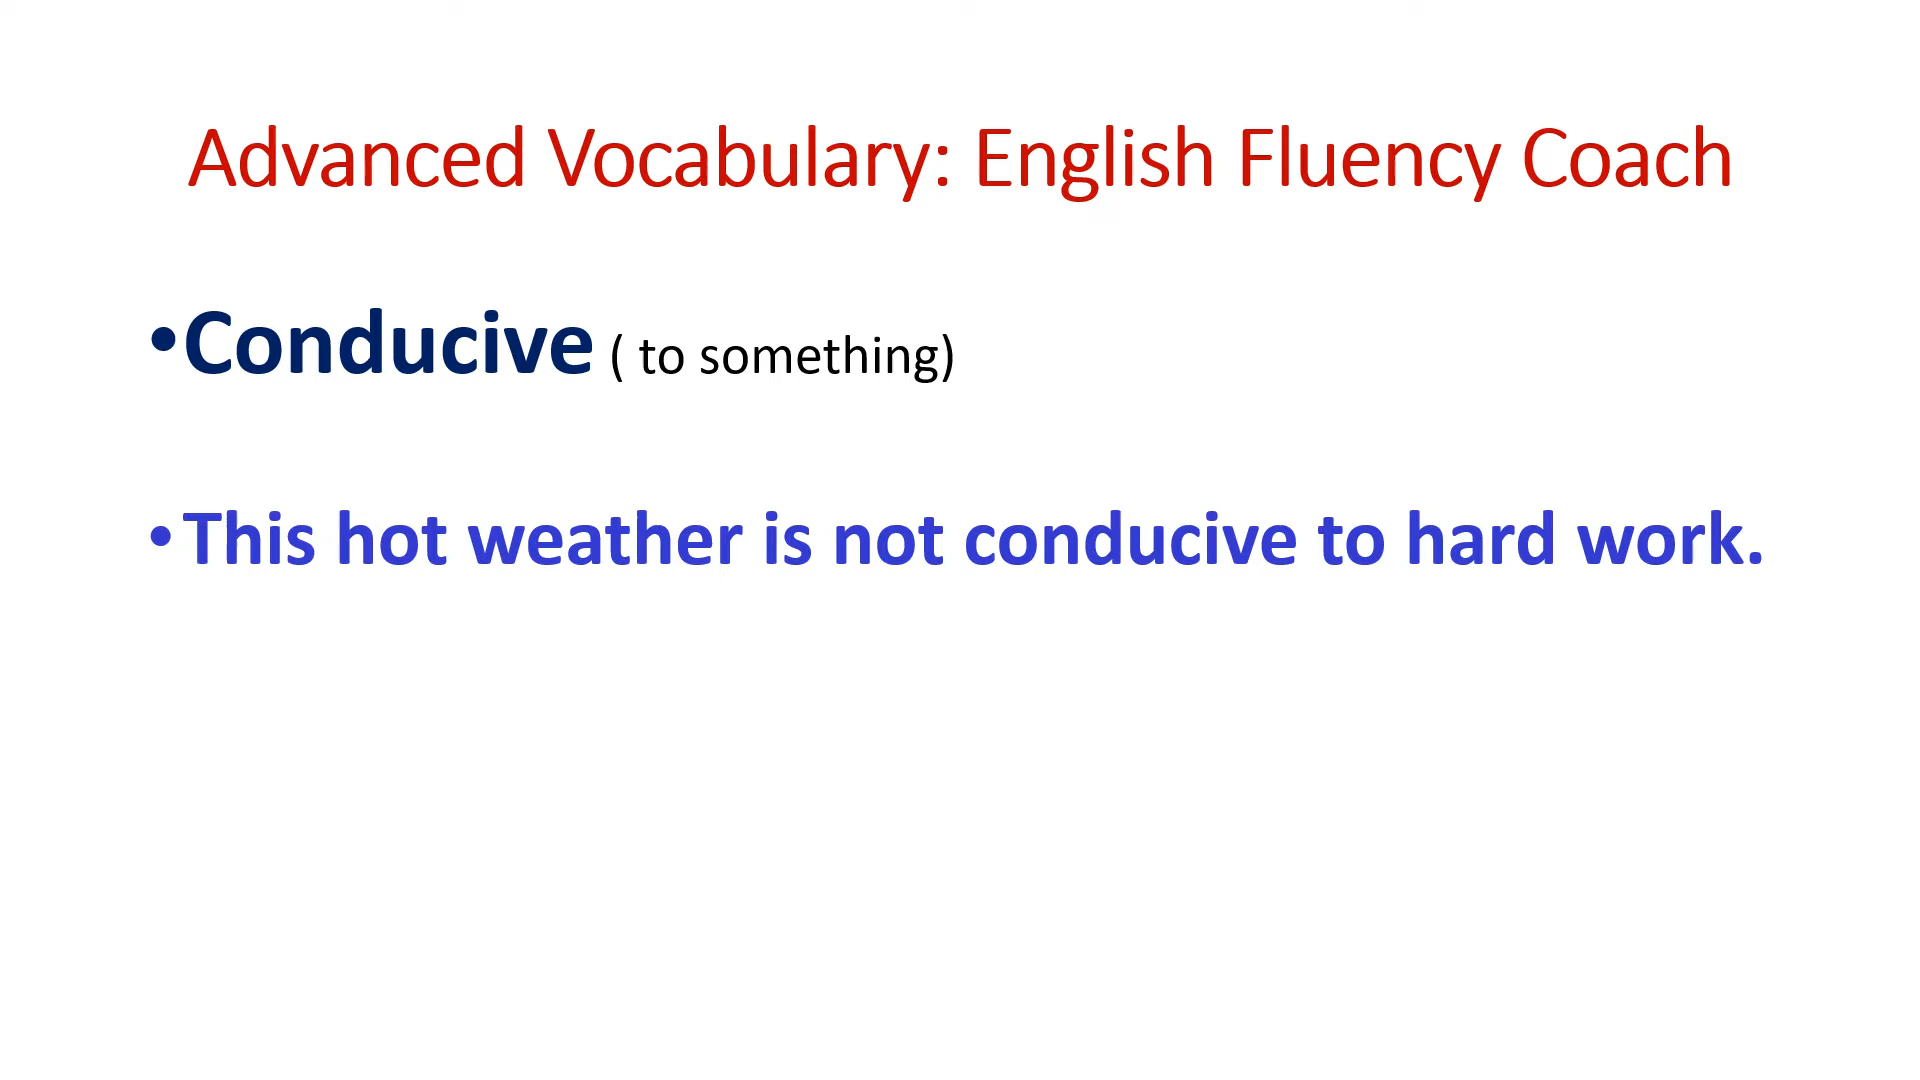 Advanced Vocabulary: English Fluency Coach
•Conducive ( to something)
•This hot weather is not conducive to hard work.